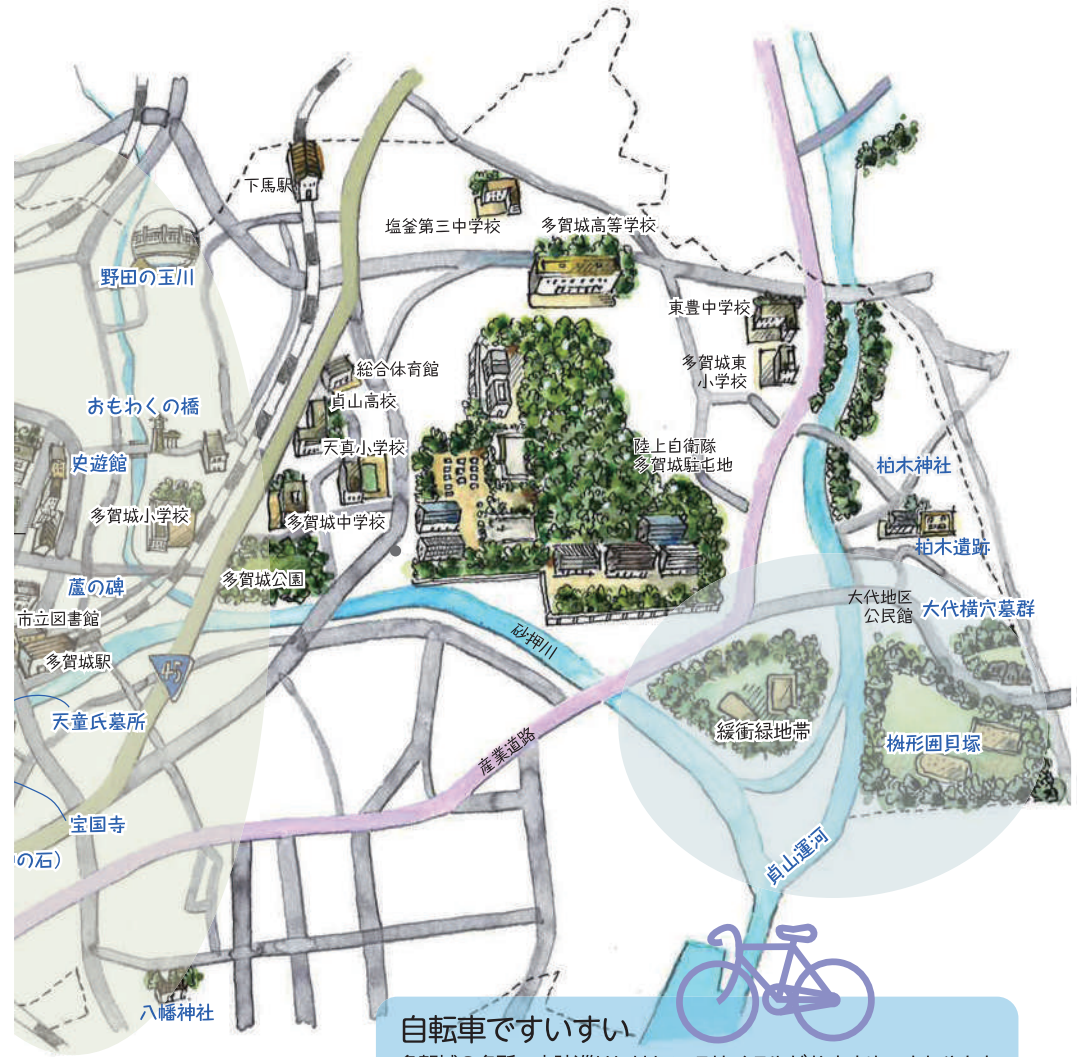 下馬駅
塩釜第三中学校
多賀城高等学校
野田の玉川
東豊中学校
多賀城東
小学校
総合体育館
貞山高校
おもわくの橋
天真小学校
陸上自衛隊
多賀城駐屯地
史遊館
柏木神社
多賀城小学校
多賀城中学校
柏木遺跡
多賀城公園
蘆の碑
大代地区
公民館
大代横穴墓群
市立図書館
砂押川
多賀城駅
45
天童氏墓所
緩衝緑地帯
桝形囲貝塚
産業道路
宝国寺
の石)
貞山運河
八幡神社
自転車ですいすい